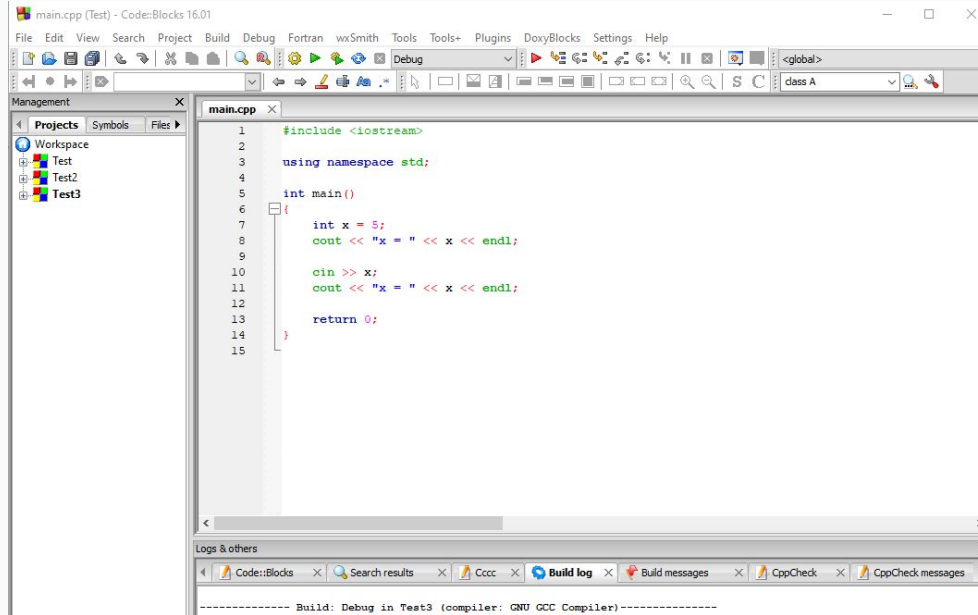 main.cpp (Test) - Code::Blocks 16.01
File Edit View Search Project Build Debug Fortran wxSmith Tools Tools+ Plugins DoxyBlocks Settings Help
Debug <global>
S C class A
Management
main.cpp
Projects Symbols Files
Workspace
Test
Test2
Test3
1 #include <iostream>
2
3 using namespace std;
4
5 int main()
6 {
7 int x = 5;
8 cout << "x = " << x << endl;
9
10 cin >> x;
11 cout << "x = " << x << endl;
12
13 return 0;
14 }
15
Logs & others
Code::Blocks Search results Cccc Build log Build messages CppCheck CppCheck messages
-------------- Build: Debug in Test3 (compiler: GNU GCC Compiler)---------------